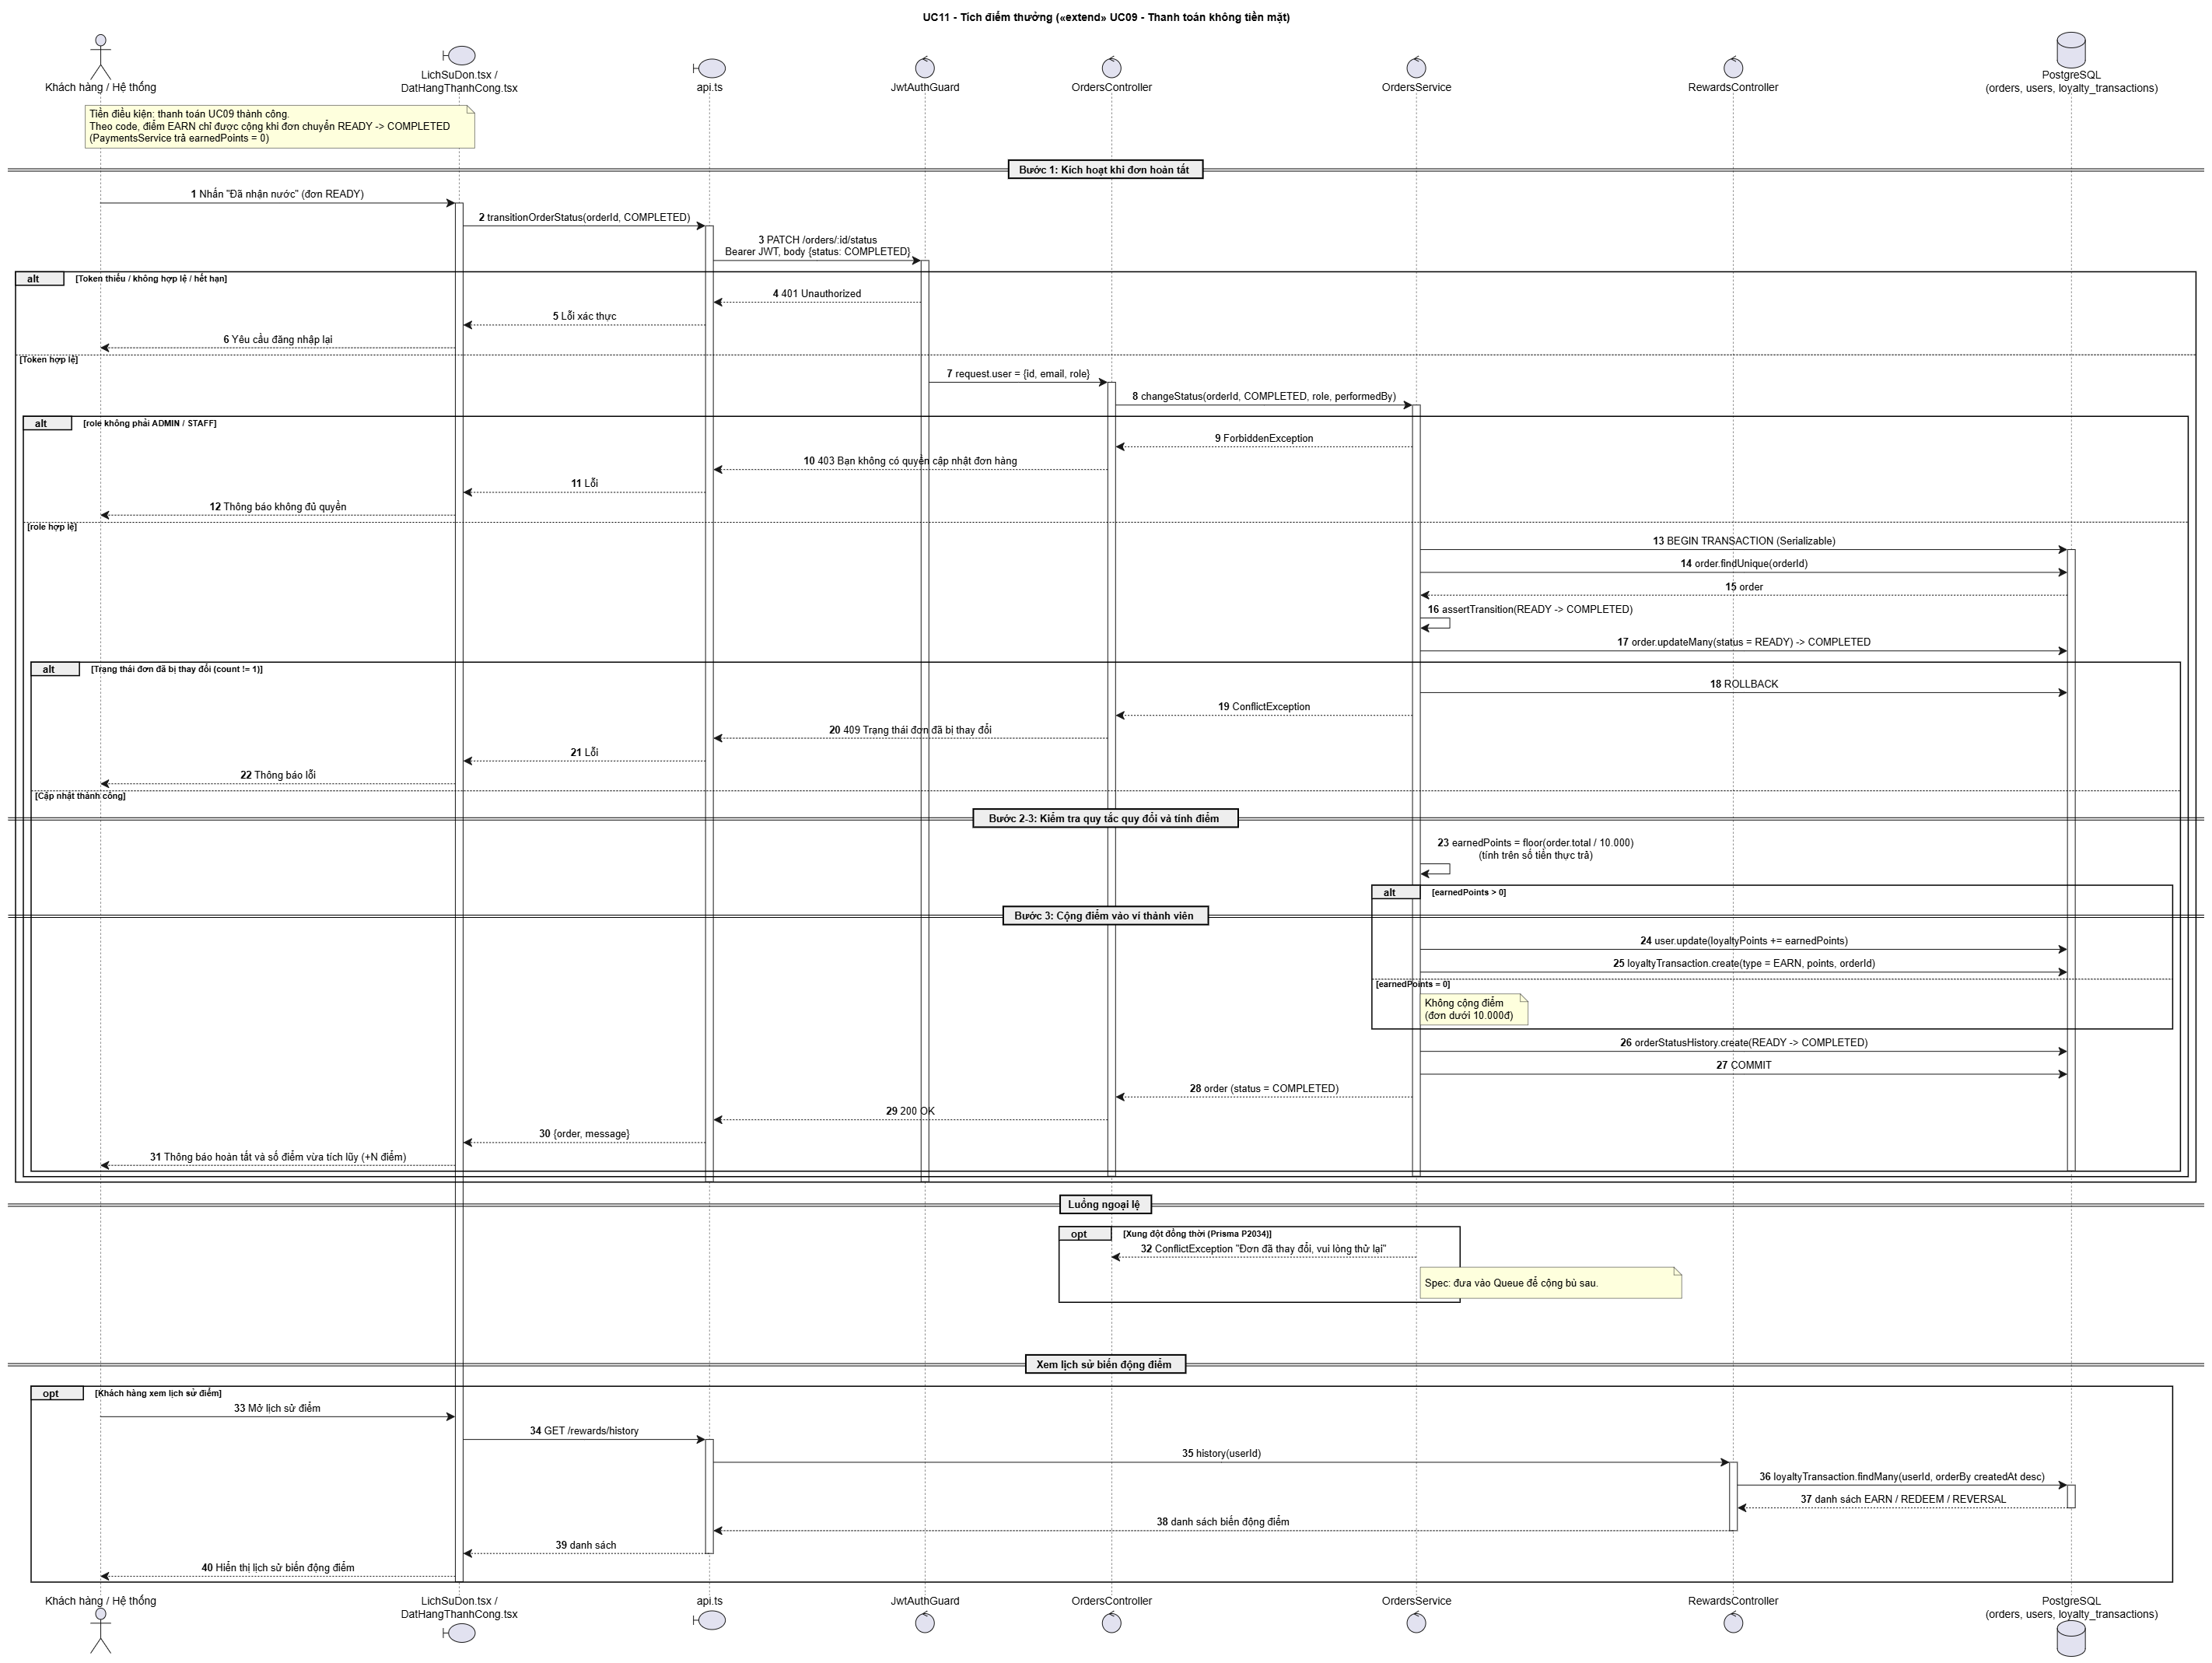 UC11 - Tích điểm thưởng («extend» UC09 - Thanh toán không tiền mặt)
Khách hàng / Hệ thống
LichSuDon.tsx /
DatHangThanhCong.tsx
api.ts
JwtAuthGuard
OrdersController
OrdersService
RewardsController
PostgreSQL
(orders, users, loyalty_transactions)
Tiền điều kiện: thanh toán UC09 thành công.
Theo code, điểm EARN chỉ được cộng khi đơn chuyển READY -> COMPLETED
(PaymentsService trả earnedPoints = 0)
Bước 1: Kích hoạt khi đơn hoàn tất
1 Nhấn "Đã nhận nước" (đơn READY)
2 transitionOrderStatus(orderId, COMPLETED)
3 PATCH /orders/:id/status
Bearer JWT, body {status: COMPLETED}
alt [Token thiếu / không hợp lệ / hết hạn]
4 401 Unauthorized
5 Lỗi xác thực
6 Yêu cầu đăng nhập lại
[Token hợp lệ]
7 request.user = {id, email, role}
8 changeStatus(orderId, COMPLETED, role, performedBy)
alt [role không phải ADMIN / STAFF]
9 ForbiddenException
10 403 Bạn không có quyền cập nhật đơn hàng
11 Lỗi
12 Thông báo không đủ quyền
[role hợp lệ]
13 BEGIN TRANSACTION (Serializable)
14 order.findUnique(orderId)
15 order
16 assertTransition(READY -> COMPLETED)
17 order.updateMany(status = READY) -> COMPLETED
alt [Trạng thái đơn đã bị thay đổi (count != 1)]
18 ROLLBACK
19 ConflictException
20 409 Trạng thái đơn đã bị thay đổi
21 Lỗi
22 Thông báo lỗi
[Cập nhật thành công]
Bước 2-3: Kiểm tra quy tắc quy đổi và tính điểm
23 earnedPoints = floor(order.total / 10.000)
(tính trên số tiền thực trả)
alt [earnedPoints > 0]
Bước 3: Cộng điểm vào ví thành viên
24 user.update(loyaltyPoints += earnedPoints)
25 loyaltyTransaction.create(type = EARN, points, orderId)
[earnedPoints = 0]
Không cộng điểm
(đơn dưới 10.000đ)
26 orderStatusHistory.create(READY -> COMPLETED)
27 COMMIT
28 order (status = COMPLETED)
29 200 OK
30 {order, message}
31 Thông báo hoàn tất và số điểm vừa tích lũy (+N điểm)
Luồng ngoại lệ
opt [Xung đột đồng thời (Prisma P2034)]
32 ConflictException "Đơn đã thay đổi, vui lòng thử lại"
Spec: đưa vào Queue để cộng bù sau.
Xem lịch sử biến động điểm
opt [Khách hàng xem lịch sử điểm]
33 Mở lịch sử điểm
34 GET /rewards/history
35 history(userId)
36 loyaltyTransaction.findMany(userId, orderBy createdAt desc)
37 danh sách EARN / REDEEM / REVERSAL
38 danh sách biến động điểm
39 danh sách
40 Hiển thị lịch sử biến động điểm
Khách hàng / Hệ thống
LichSuDon.tsx /
DatHangThanhCong.tsx
api.ts
JwtAuthGuard
OrdersController
OrdersService
RewardsController
PostgreSQL
(orders, users, loyalty_transactions)